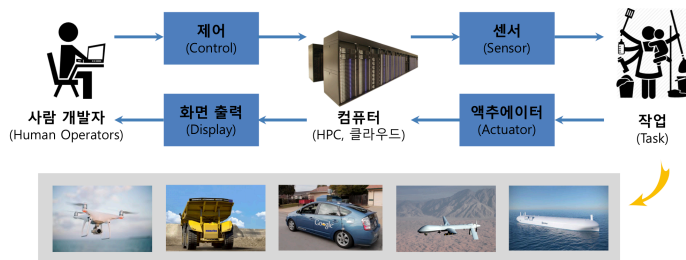 제어
(Control)
센서
(Sensor)
사람 개발자
(Human Operators)
화면 출력
(Display)
컴퓨터
(HPC, 클라우드)
액추에이터
(Actuator)
작업
(Task)
Google